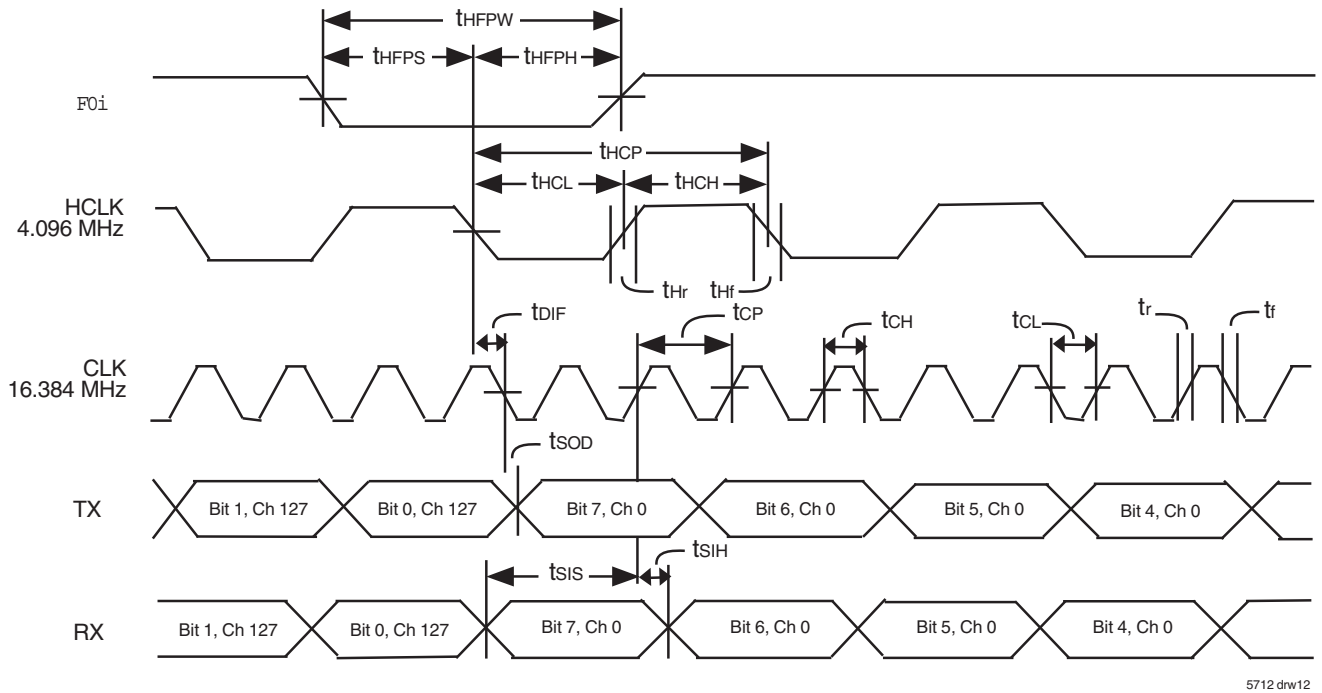 tHFPW
tHFPS tHFPH
F0i
tHCP
tHCL tHCH
HCLK
4.096 MHz
tHr tHf
tDIF tCP tCH tCL tr tf
CLK
16.384 MHz
tSOD
TX Bit 1, Ch 127 Bit 0, Ch 127 Bit 7, Ch 0 Bit 6, Ch 0 Bit 5, Ch 0 Bit 4, Ch 0
tSIS tSIH
RX Bit 1, Ch 127 Bit 0, Ch 127 Bit 7, Ch 0 Bit 6, Ch 0 Bit 5, Ch 0 Bit 4, Ch 0
5712 drw12